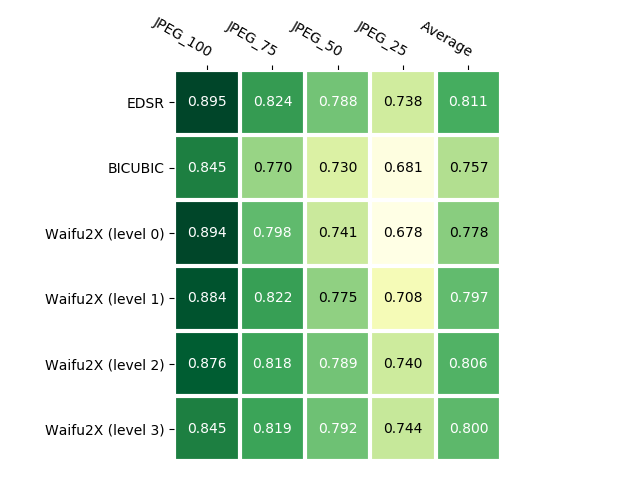 JPEG_100 JPEG_75 JPEG_50 JPEG_25 Average
EDSR 0.895 0.824 0.788 0.738 0.811
BICUBIC 0.845 0.770 0.730 0.681 0.757
Waifu2X (level 0) 0.894 0.798 0.741 0.678 0.778
Waifu2X (level 1) 0.884 0.822 0.775 0.708 0.797
Waifu2X (level 2) 0.876 0.818 0.789 0.740 0.806
Waifu2X (level 3) 0.845 0.819 0.792 0.744 0.800